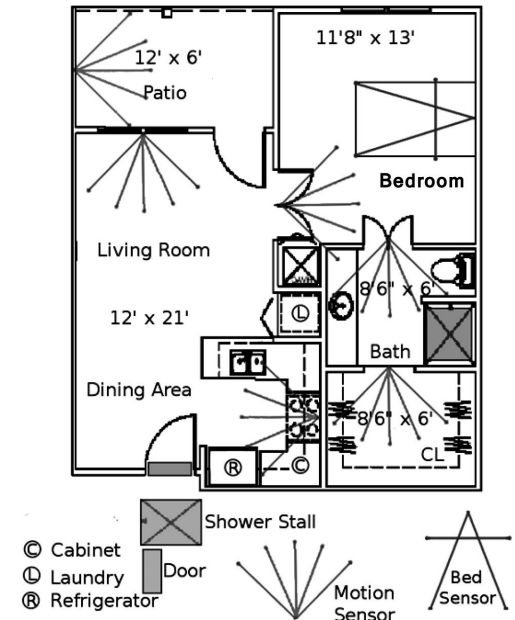 12' x 6'
Patio
11'8" x 13'
Bedroom
Living Room
12' x 21'
8'6" x 6'
L
Bath
Dining Area
8'6" x 6'
CL
R
C
Shower Stall
C Cabinet
L Laundry
R Refrigerator
Door
Motion
Sensor
Bed
Sensor